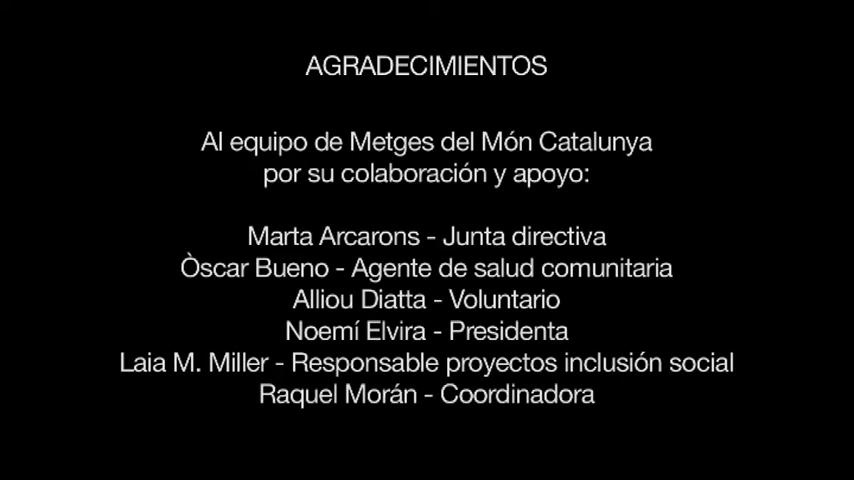 AGRADECIMIENTOS
Al equipo de Metges del Món Catalunya
por su colaboración y apoyo:
Marta Arcarons - Junta directiva
Òscar Bueno - Agente de salud comunitaria
Alliou Diatta - Voluntario
Noemí Elvira - Presidenta
Laia M. Miller - Responsable proyectos inclusión social
Raquel Morán - Coordinadora